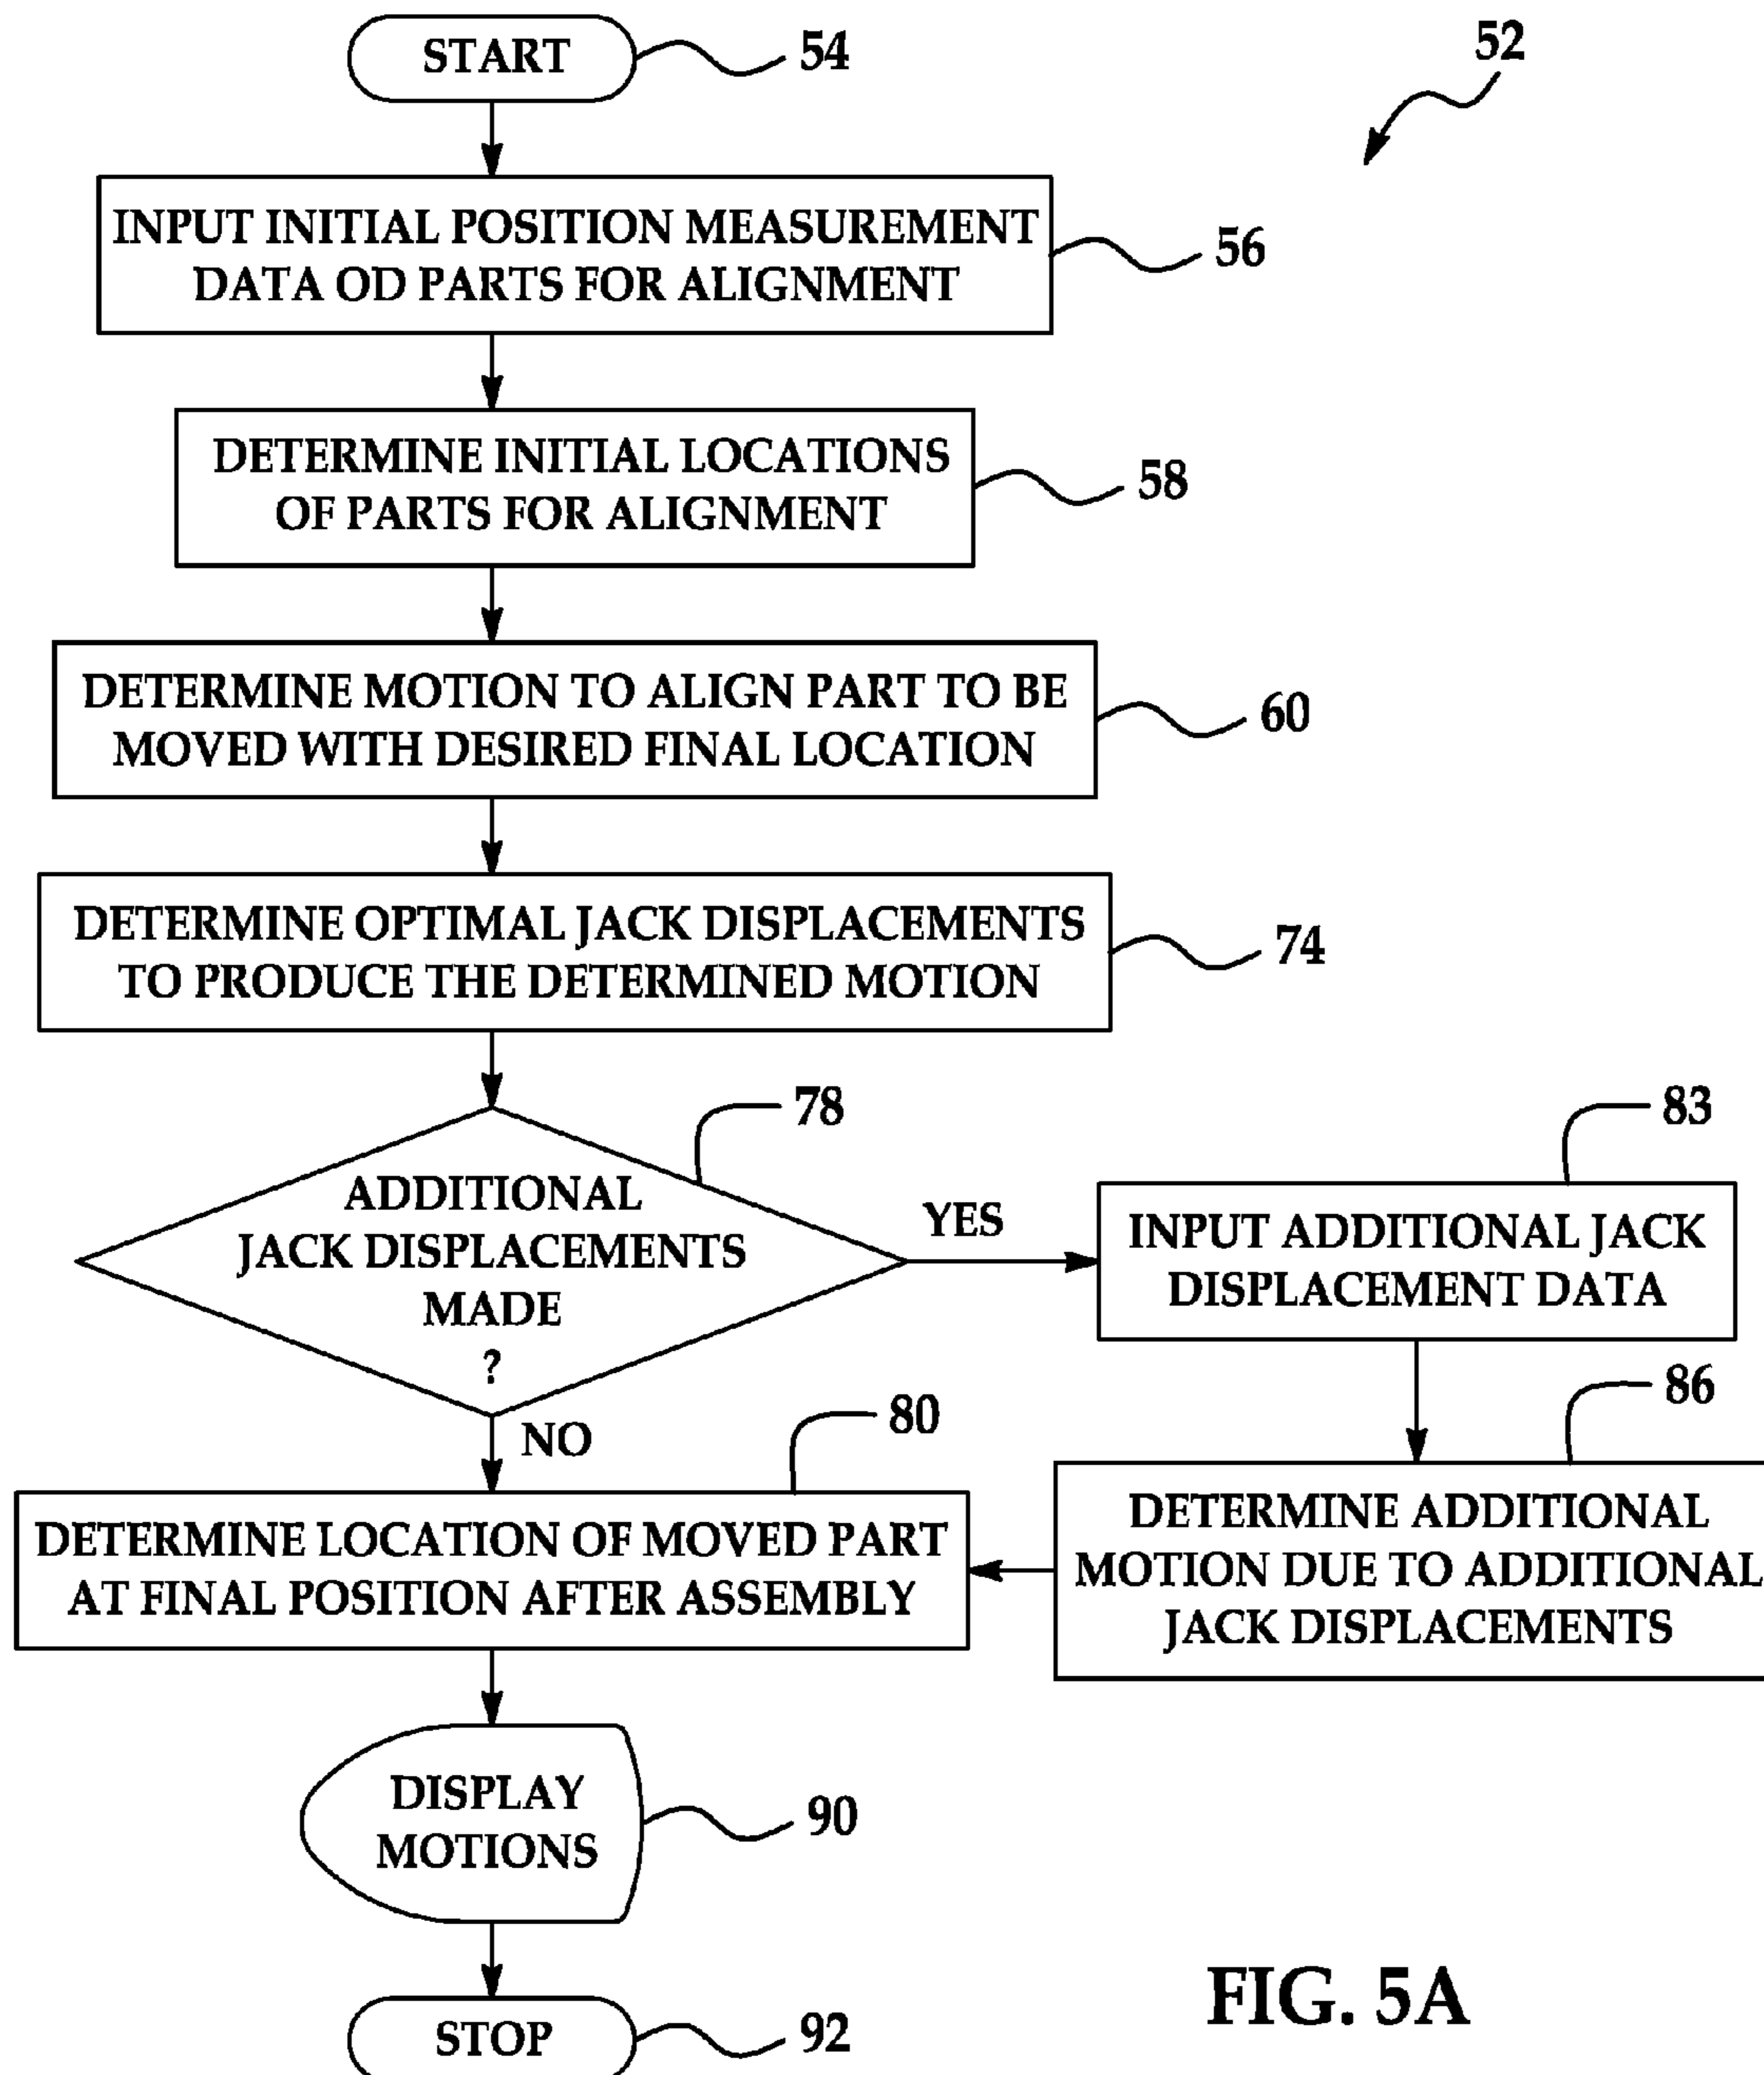 START
54
52
INPUT INITIAL POSITION MEASUREMENT
DATA OD PARTS FOR ALIGNMENT
56
DETERMINE INITIAL LOCATIONS
OF PARTS FOR ALIGNMENT
58
DETERMINE MOTION TO ALIGN PART TO BE
MOVED WITH DESIRED FINAL LOCATION
60
DETERMINE OPTIMAL JACK DISPLACEMENTS
TO PRODUCE THE DETERMINED MOTION
74
78
ADDITIONAL
JACK DISPLACEMENTS
MADE
?
YES
83
INPUT ADDITIONAL JACK
DISPLACEMENT DATA
NO
80
86
DETERMINE LOCATION OF MOVED PART
AT FINAL POSITION AFTER ASSEMBLY
DETERMINE ADDITIONAL
MOTION DUE TO ADDITIONAL
JACK DISPLACEMENTS
DISPLAY
MOTIONS
90
STOP
92
FIG. 5A